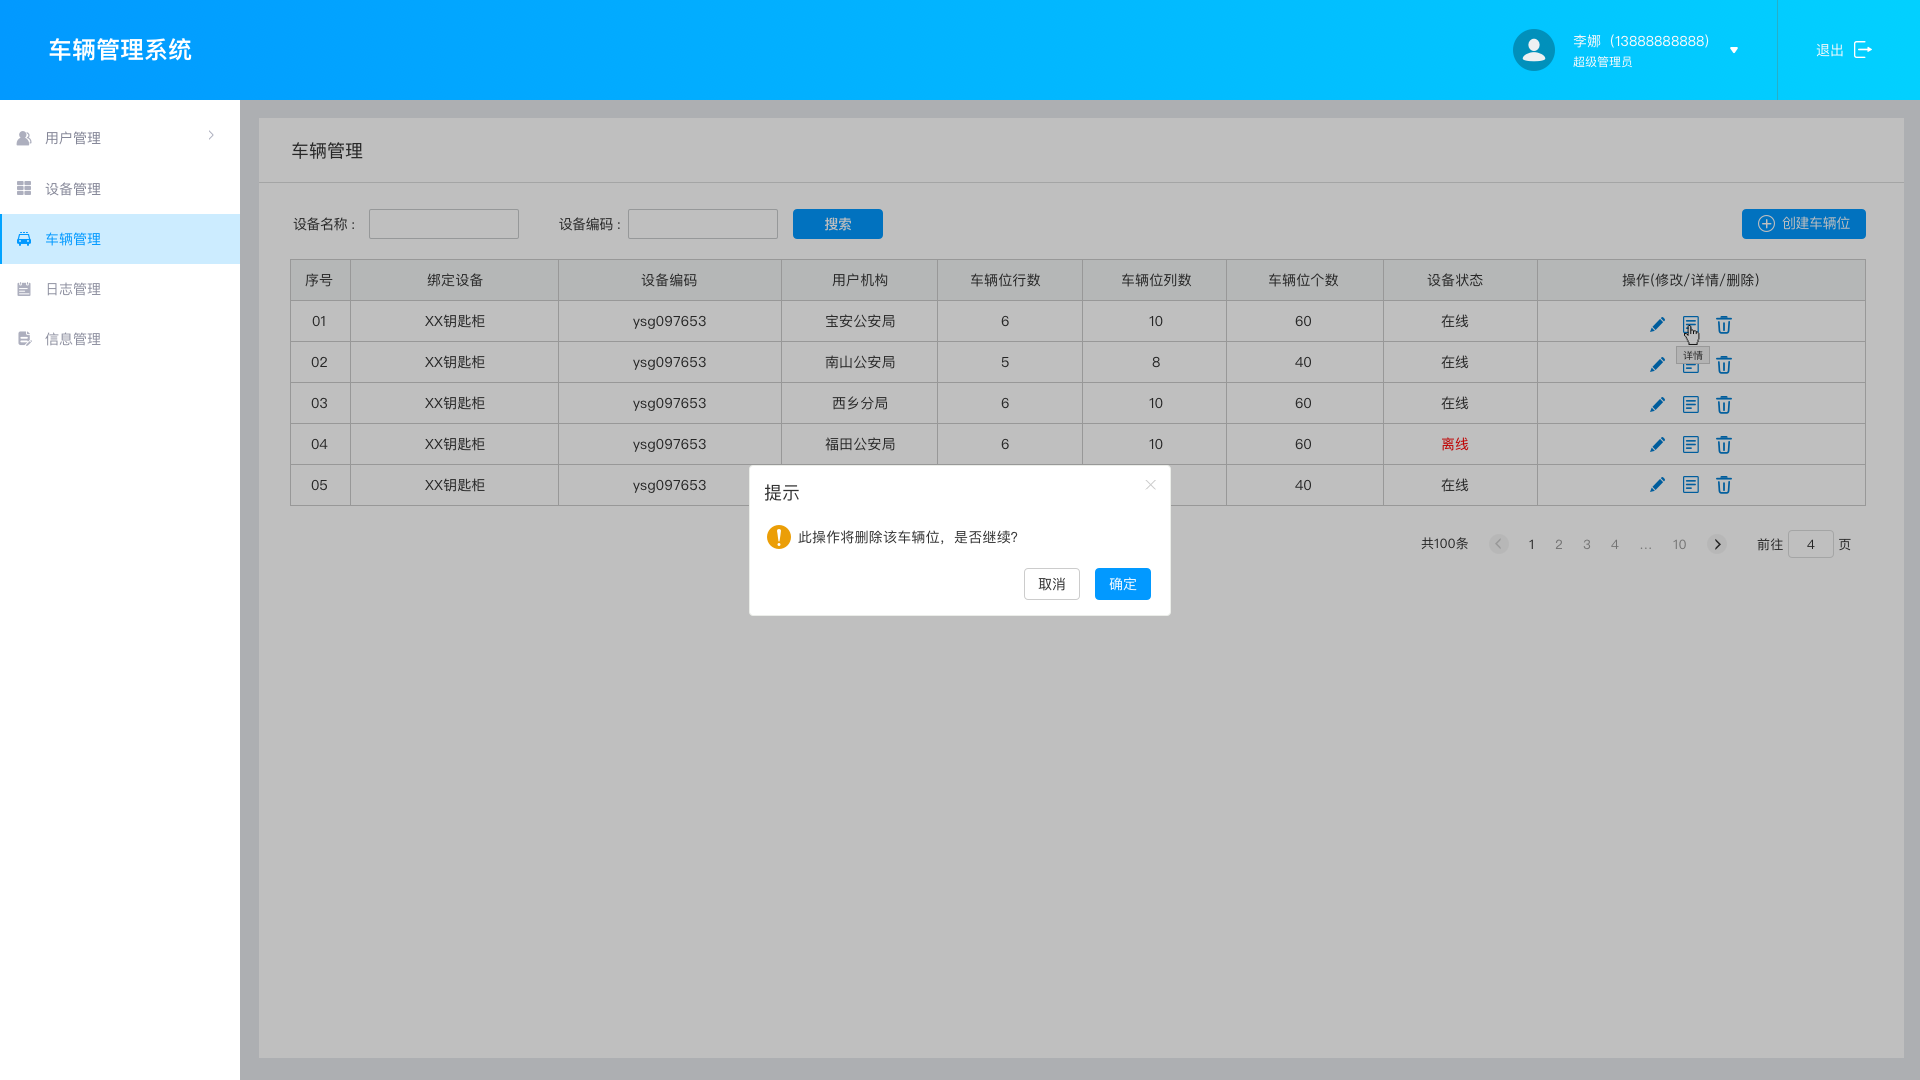 车辆管理系统
李娜（13888888888）
超级管理员
退出
用户管理
设备管理
车辆管理
日志管理
信息管理
车辆管理
设备名称：
设备编码：
搜索
创建车辆位
序号 绑定设备 设备编码 用户机构 车辆位行数 车辆位列数 车辆位个数 设备状态 操作(修改/详情/删除)
01 XX钥匙柜 ysg097653 宝安公安局 6 10 60 在线
详情
02 XX钥匙柜 ysg097653 南山公安局 5 8 40 在线
03 XX钥匙柜 ysg097653 西乡分局 6 10 60 在线
04 XX钥匙柜 ysg097653 福田公安局 6 10 60 离线
05 XX钥匙柜 ysg097653 40 在线
提示
此操作将删除该车辆位，是否继续?
取消 确定
共100条 1 2 3 4 ... 10 前往 4 页